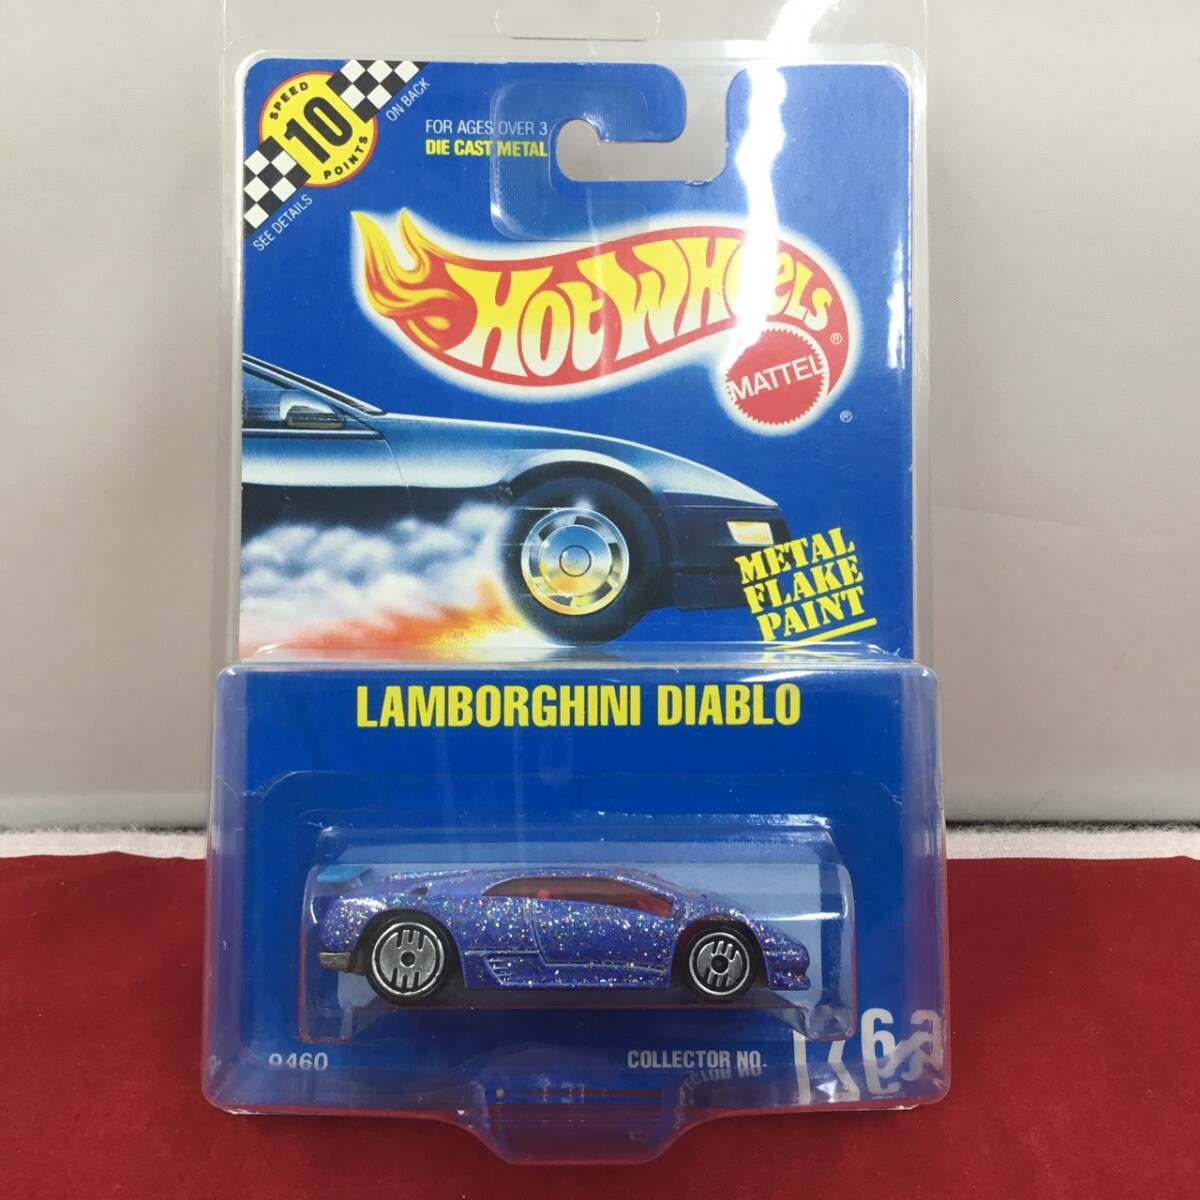 SPEED
10
POINTS
SEE DETAILS
ON BACK
FOR AGES OVER 3
DIE CAST METAL
HOT WHEELS ®
MATTEL
®
METAL
FLAKE
PAINT
LAMBORGHINI DIABLO
9460
COLLECTOR NO.